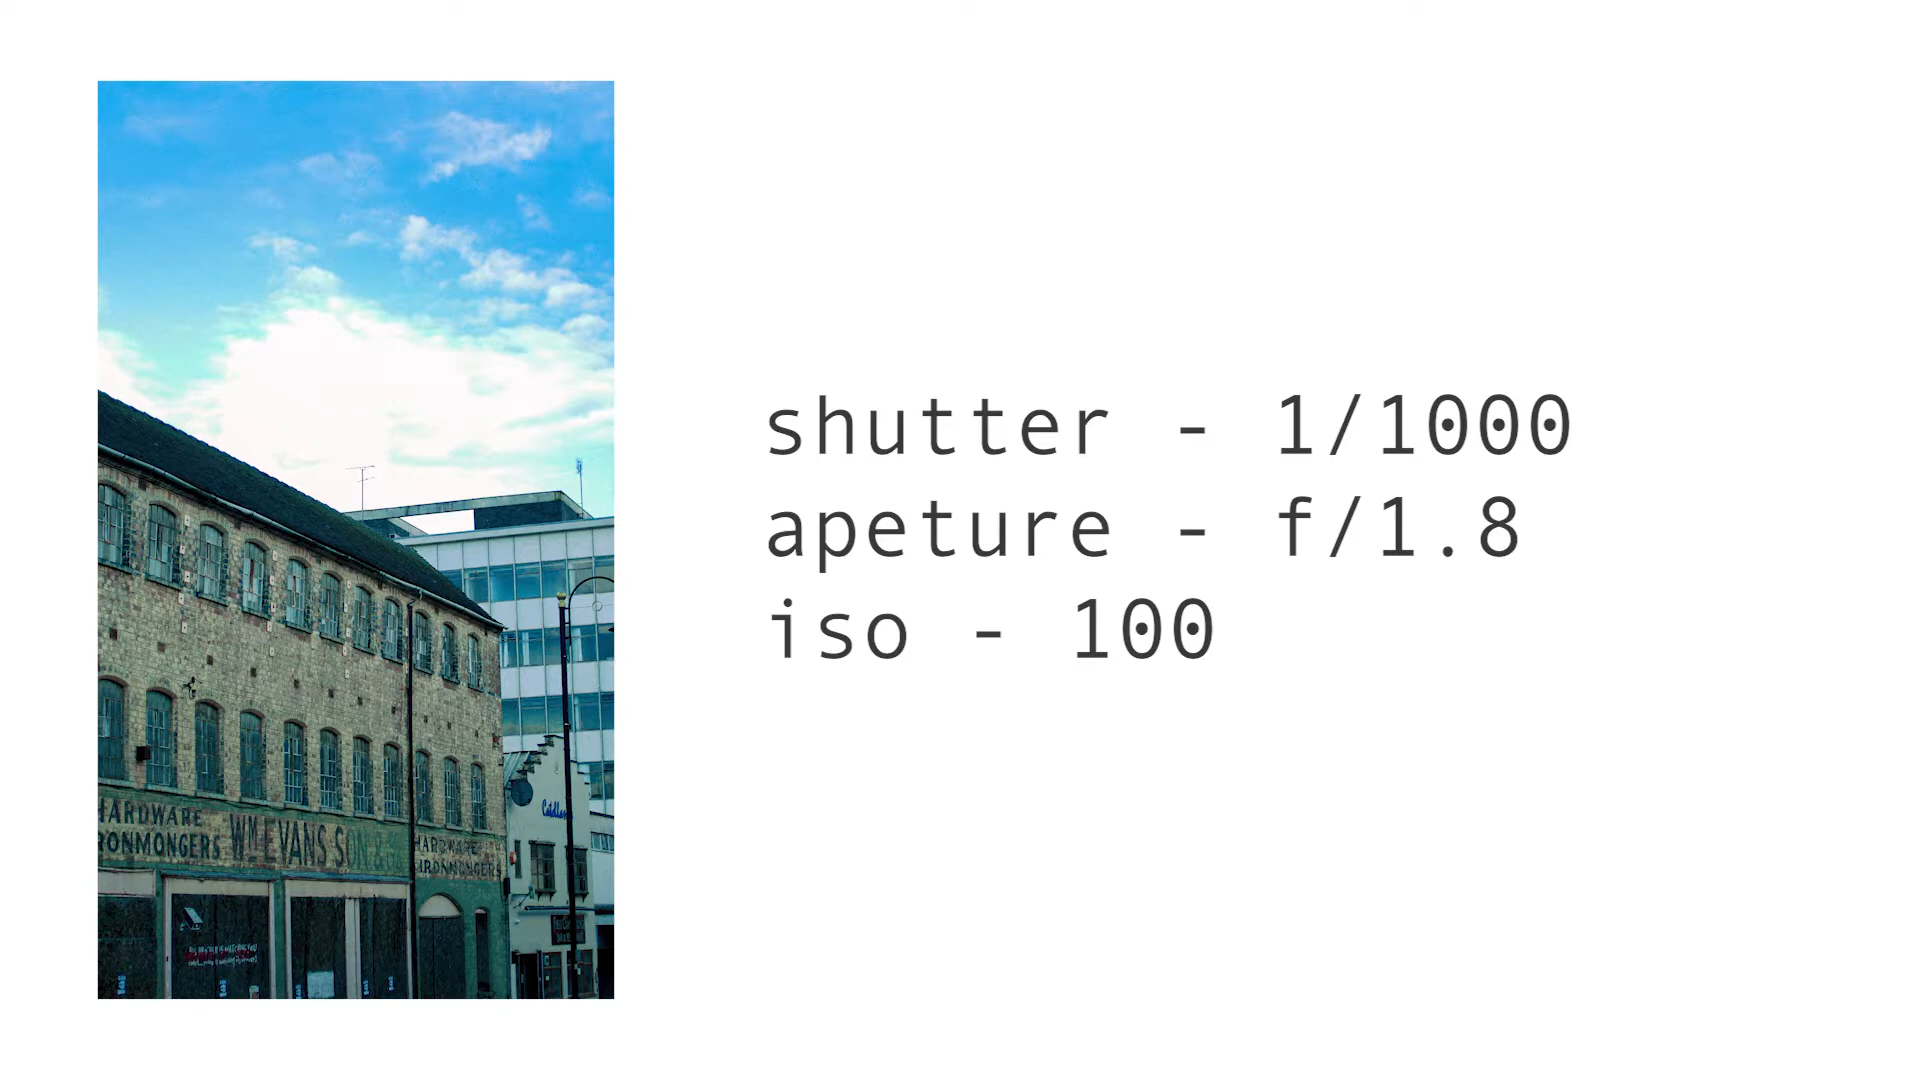 HARDWARE
IRONMONGERS
WM EVANS SON & Co
HARDWARE
IRONMONGERS
shutter - 1/1000
apeture - f/1.8
iso - 100